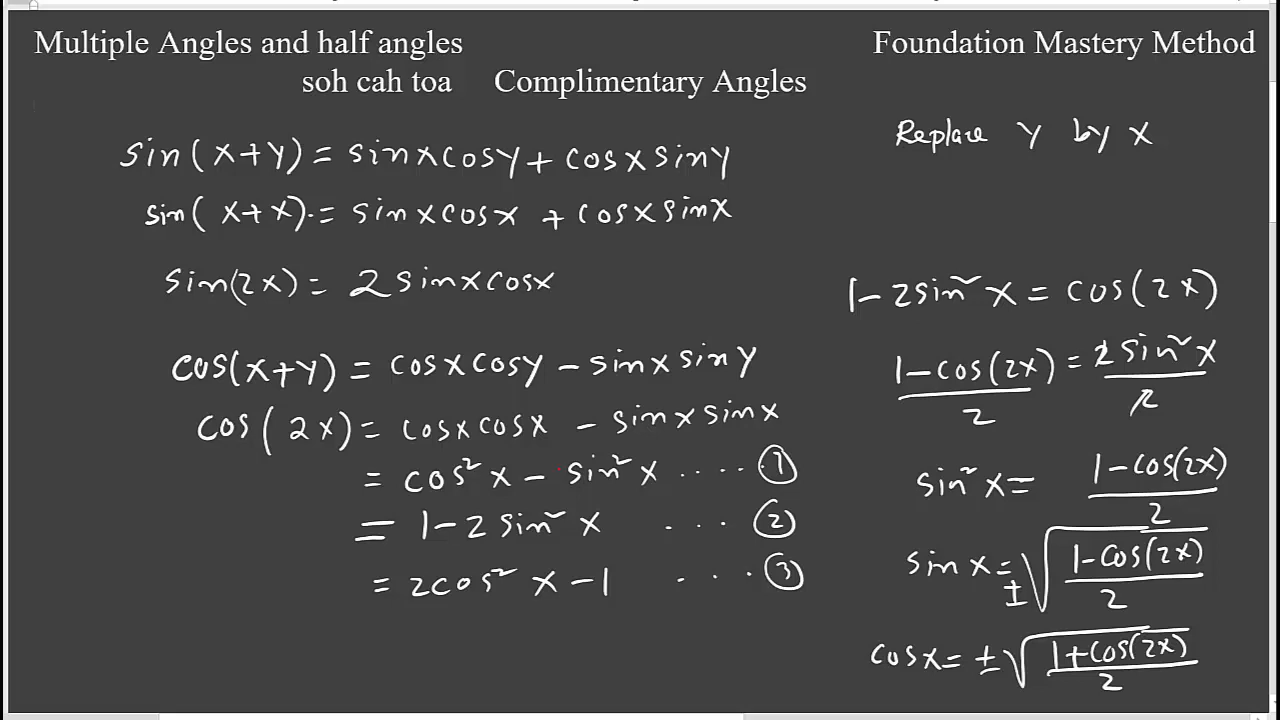 Multiple Angles and half angles
soh cah toa Complimentary Angles
sin(x+y) = sinxcosy + cosxsiny
sin(x+x) = sinxcosx + cosxsinx
sin(2x) = 2sinxcosx
cos(x+y) = cosxcosy - sinxsiny
cos(2x) = cosxcosx - sinxsinx
= cos²x - sin²x .... ①
= 1-2sin²x ... ②
= 2cos²x-1 ... ③
Foundation Mastery Method
Replace y by x
1-2sin²x = cos(2x)
(1-cos(2x))/2 = (2sin²x)/2
sin²x = (1-cos(2x))/2
sinx = ±√((1-cos(2x))/2)
cosx = ±√((1+cos(2x))/2)